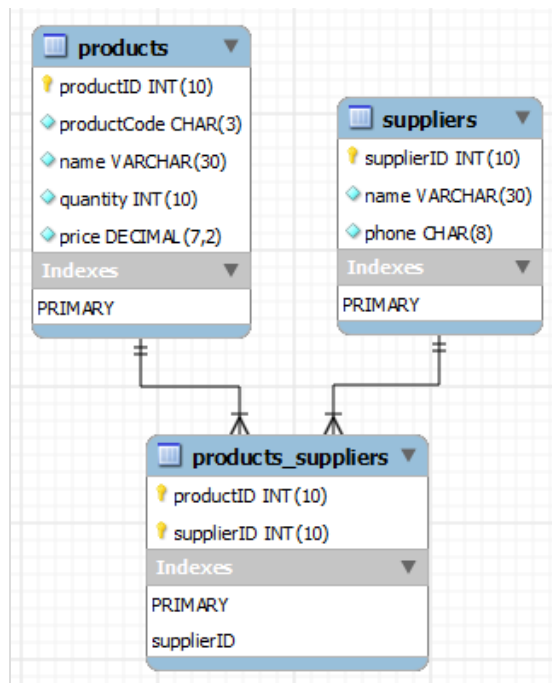 products
productID INT(10)
productCode CHAR(3)
name VARCHAR(30)
quantity INT(10)
price DECIMAL(7,2)
Indexes
PRIMARY
suppliers
supplierID INT(10)
name VARCHAR(30)
phone CHAR(8)
Indexes
PRIMARY
products_suppliers
productID INT(10)
supplierID INT(10)
Indexes
PRIMARY
supplierID